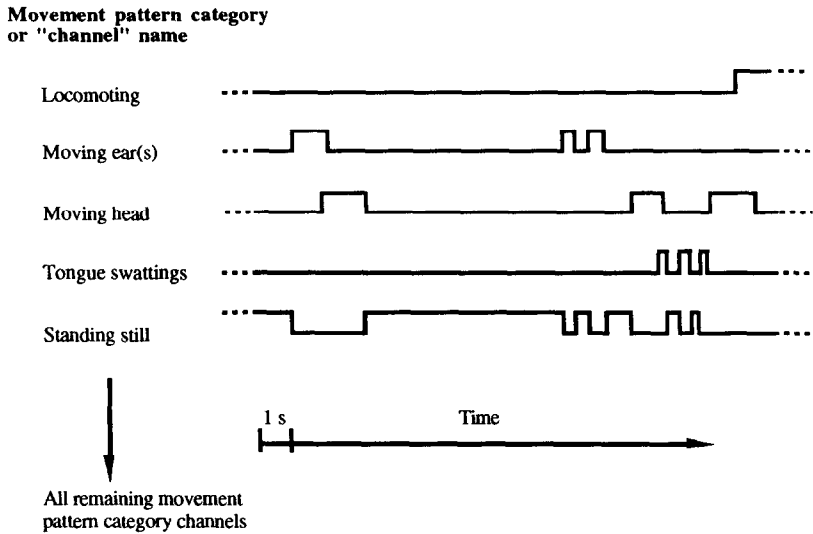 Movement pattern category
or "channel" name
Locomoting
Moving ear(s)
Moving head
Tongue swattings
Standing still
1 s
Time
All remaining movement
pattern category channels